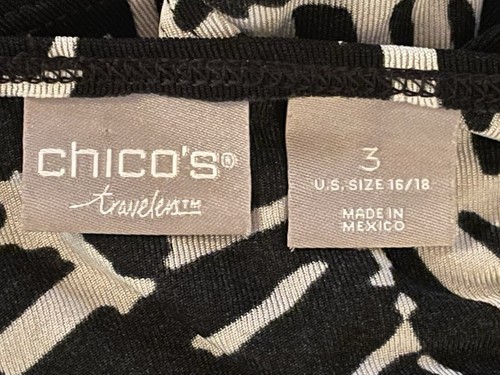 chico's®
travelers™
3
U.S. SIZE 16/18
MADE IN
MEXICO